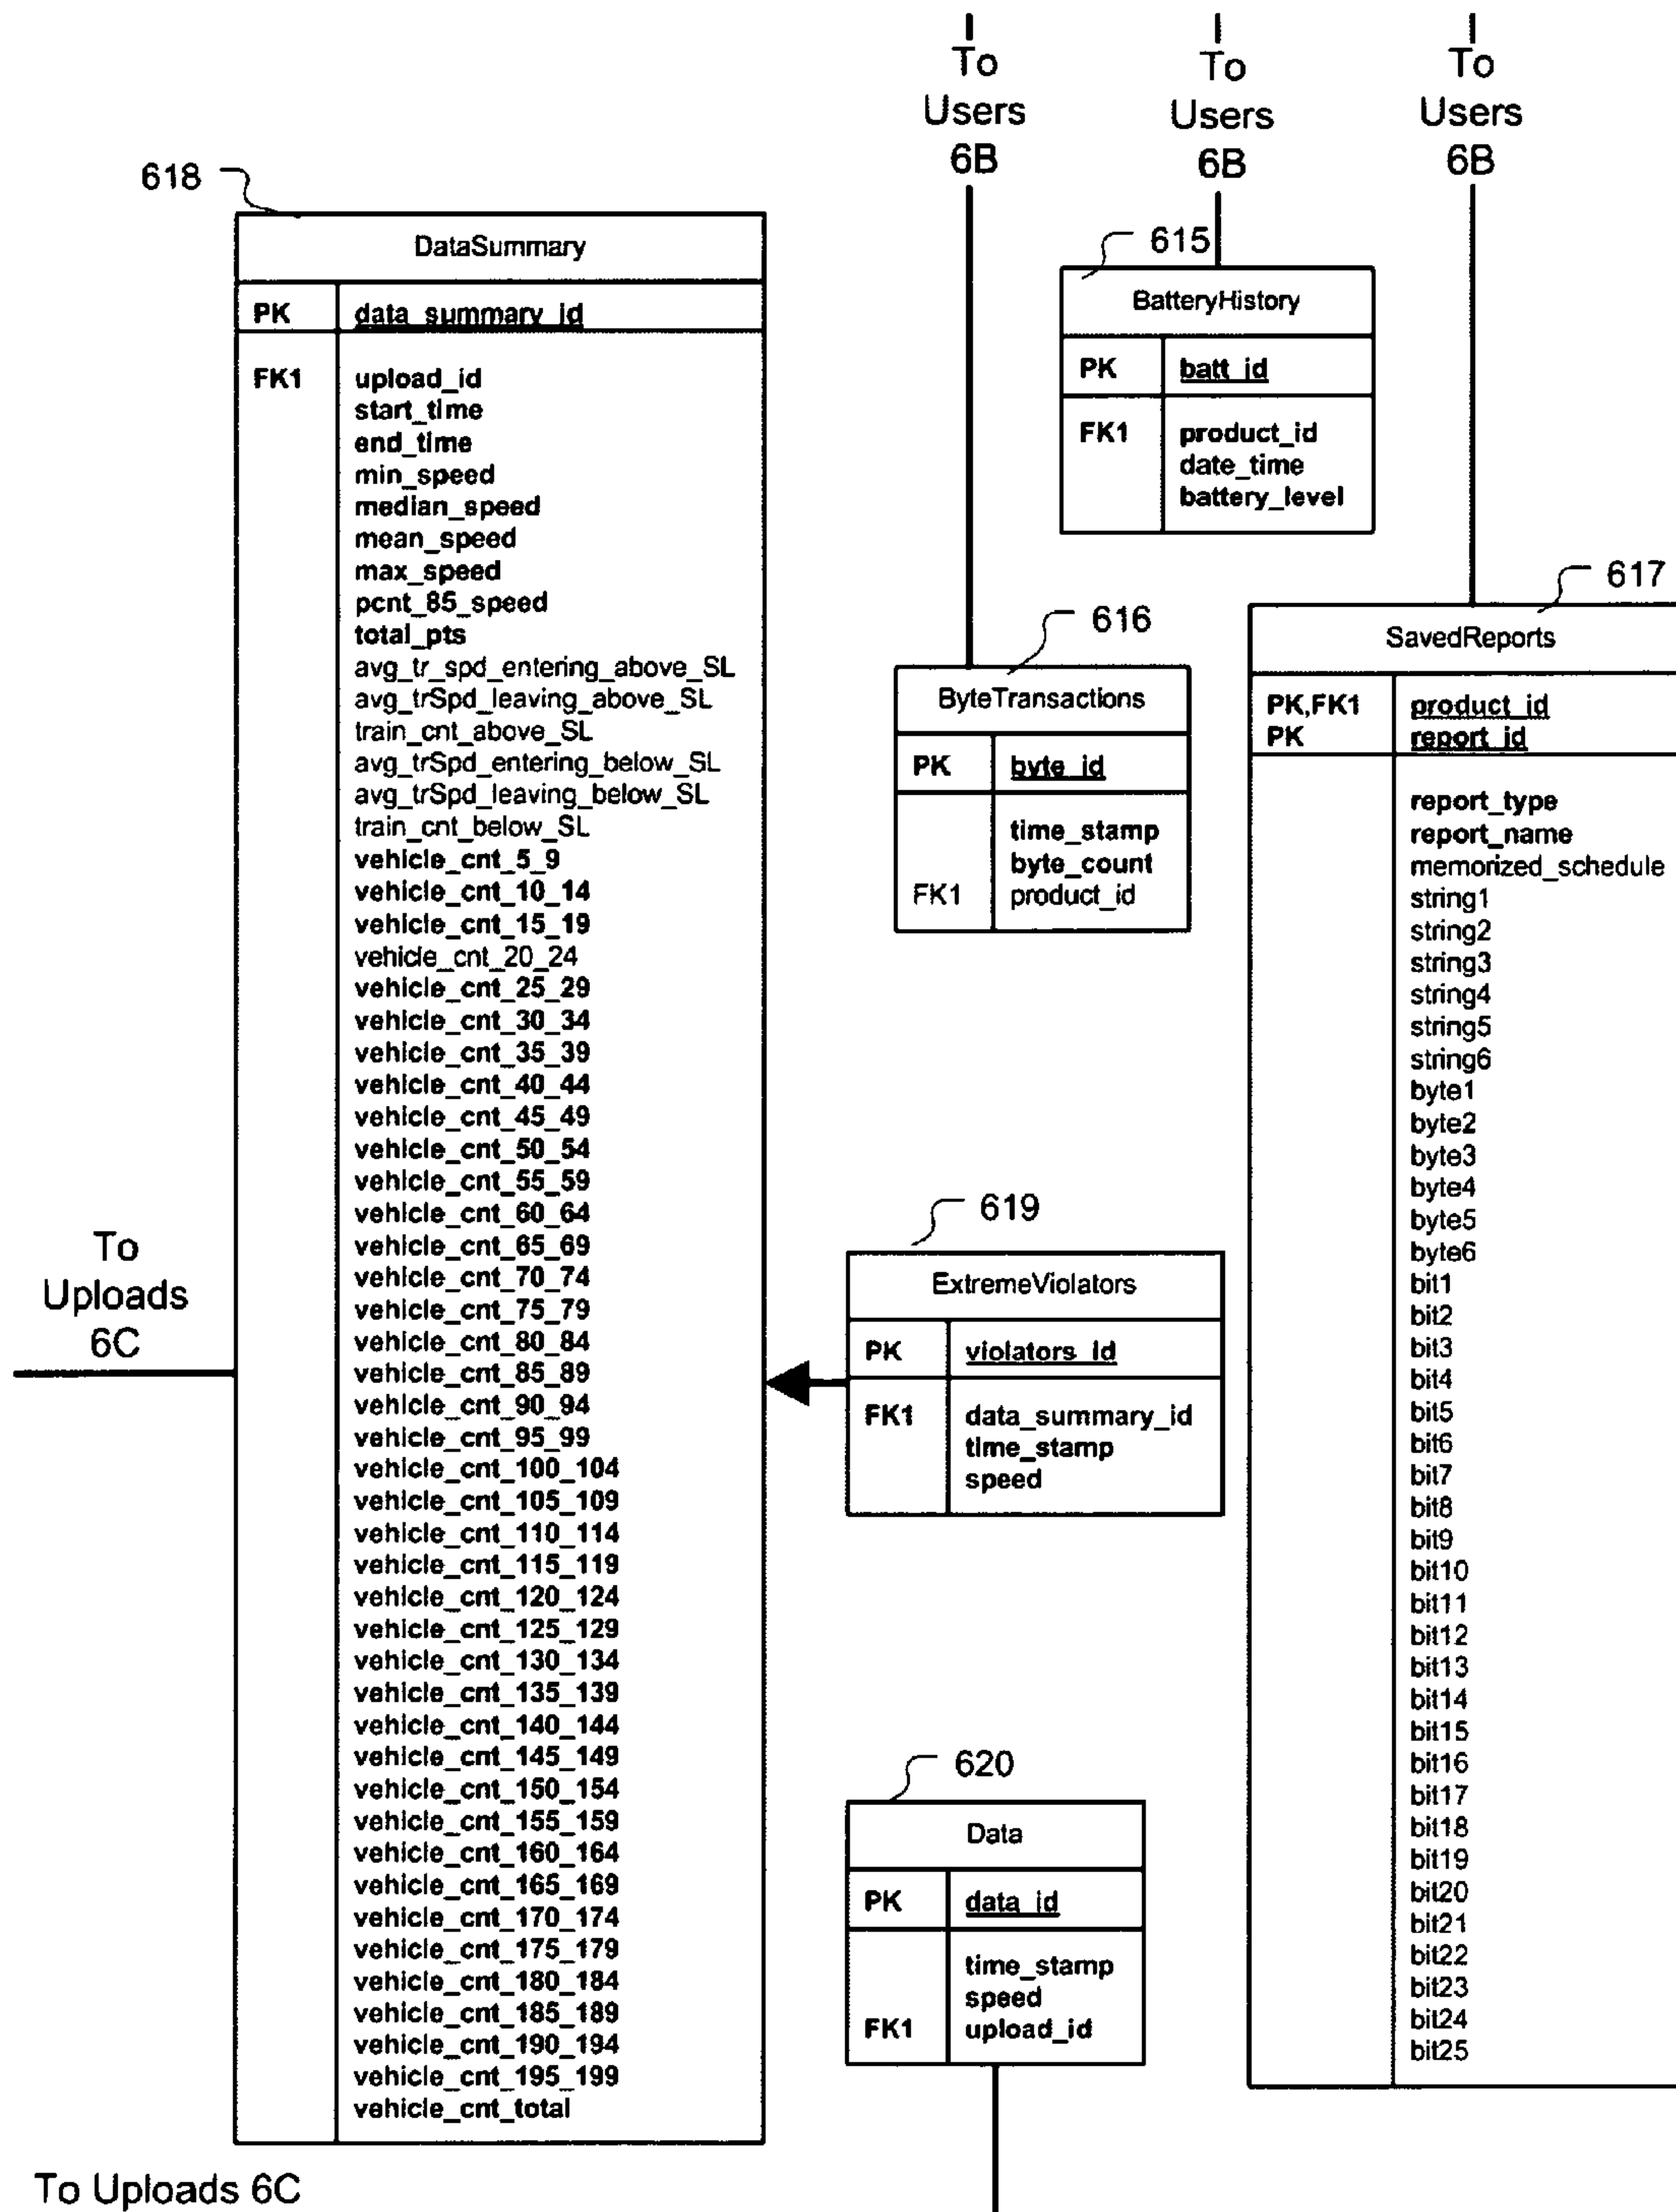 To
Users
6B
To
Users
6B
To
Users
6B
618
DataSummary
PK data_summary_id
FK1 upload_id
start_time
end_time
min_speed
median_speed
mean_speed
max_speed
pcnt_85_speed
total_pts
avg_tr_spd_entering_above_SL
avg_trSpd_leaving_above_SL
train_cnt_above_SL
avg_trSpd_entering_below_SL
avg_trSpd_leaving_below_SL
train_cnt_below_SL
vehicle_cnt_5_9
vehicle_cnt_10_14
vehicle_cnt_15_19
vehicle_cnt_20_24
vehicle_cnt_25_29
vehicle_cnt_30_34
vehicle_cnt_35_39
vehicle_cnt_40_44
vehicle_cnt_45_49
vehicle_cnt_50_54
vehicle_cnt_55_59
vehicle_cnt_60_64
vehicle_cnt_65_69
vehicle_cnt_70_74
vehicle_cnt_75_79
vehicle_cnt_80_84
vehicle_cnt_85_89
vehicle_cnt_90_94
vehicle_cnt_95_99
vehicle_cnt_100_104
vehicle_cnt_105_109
vehicle_cnt_110_114
vehicle_cnt_115_119
vehicle_cnt_120_124
vehicle_cnt_125_129
vehicle_cnt_130_134
vehicle_cnt_135_139
vehicle_cnt_140_144
vehicle_cnt_145_149
vehicle_cnt_150_154
vehicle_cnt_155_159
vehicle_cnt_160_164
vehicle_cnt_165_169
vehicle_cnt_170_174
vehicle_cnt_175_179
vehicle_cnt_180_184
vehicle_cnt_185_189
vehicle_cnt_190_194
vehicle_cnt_195_199
vehicle_cnt_total
To
Uploads
6C
615
BatteryHistory
PK batt_id
FK1 product_id
date_time
battery_level
616
ByteTransactions
PK byte_id
time_stamp
byte_count
FK1 product_id
617
SavedReports
PK,FK1 product_id
PK report_id
report_type
report_name
memorized_schedule
string1
string2
string3
string4
string5
string6
byte1
byte2
byte3
byte4
byte5
byte6
bit1
bit2
bit3
bit4
bit5
bit6
bit7
bit8
bit9
bit10
bit11
bit12
bit13
bit14
bit15
bit16
bit17
bit18
bit19
bit20
bit21
bit22
bit23
bit24
bit25
619
ExtremeViolators
PK violators_id
FK1 data_summary_id
time_stamp
speed
620
Data
PK data_id
time_stamp
speed
FK1 upload_id
To Uploads 6C